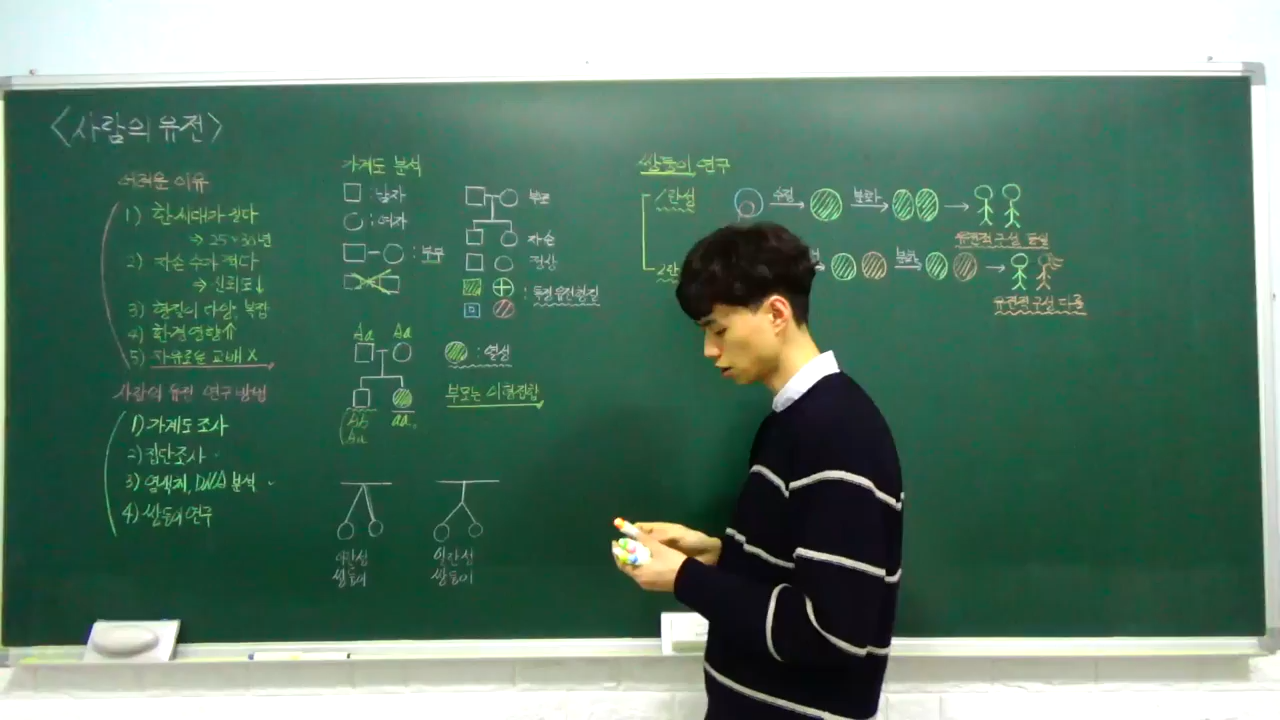 <사람의 유전>
어려운 이유
1) 한 세대가 길다
⇒ 25~30년
2) 자손 수가 적다
⇒ 신뢰도↓
3) 형질이 다양, 복잡
4) 환경영향↑
5) 자유로운 교배 X
사람의 유전 연구 방법
1) 가계도 조사
2) 집단조사
3) 염색체, DNA 분석
4) 쌍둥이 연구
가계도 분석
: 남자
: 여자
: 부부
부모
자손
정상
: 특정 유전형질
Aa Aa
: 열성
부모는 이형접합
AA
Aa
aa
이란성
쌍둥이
일란성
쌍둥이
쌍둥이 연구
1란성
수정
분화
유전적 구성 동일
2란
분화
유전적 구성 다름